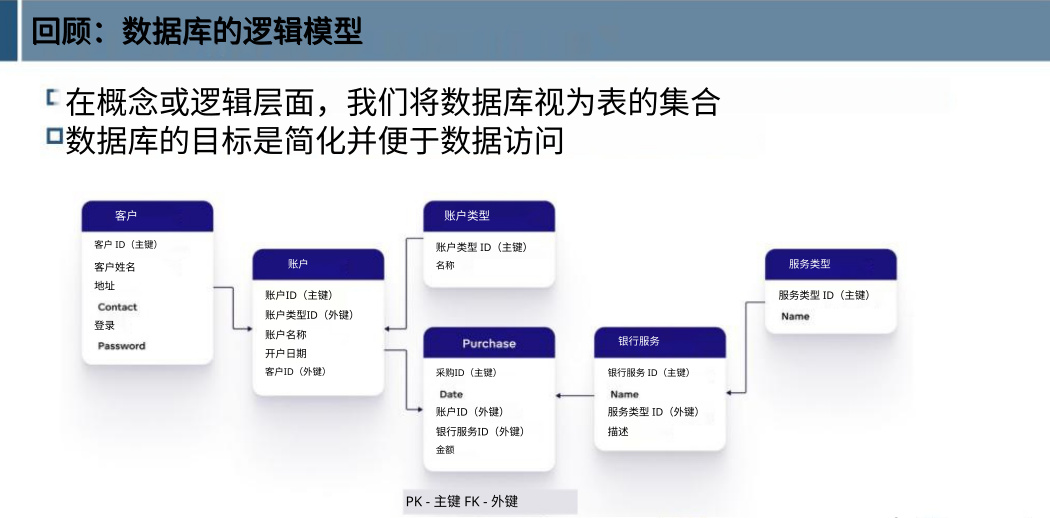 回顾：数据库的逻辑模型
在概念或逻辑层面，我们将数据库视为表的集合
数据库的目标是简化并便于数据访问
客户
客户 ID（主键）
客户姓名
地址
Contact
登录
Password
账户
账户ID（主键）
账户类型ID（外键）
账户名称
开户日期
客户ID（外键）
账户类型
账户类型 ID（主键）
名称
Purchase
采购ID（主键）
Date
账户ID（外键）
银行服务ID（外键）
金额
银行服务
银行服务 ID（主键）
Name
服务类型 ID（外键）
描述
服务类型
服务类型 ID（主键）
Name
PK - 主键 FK - 外键